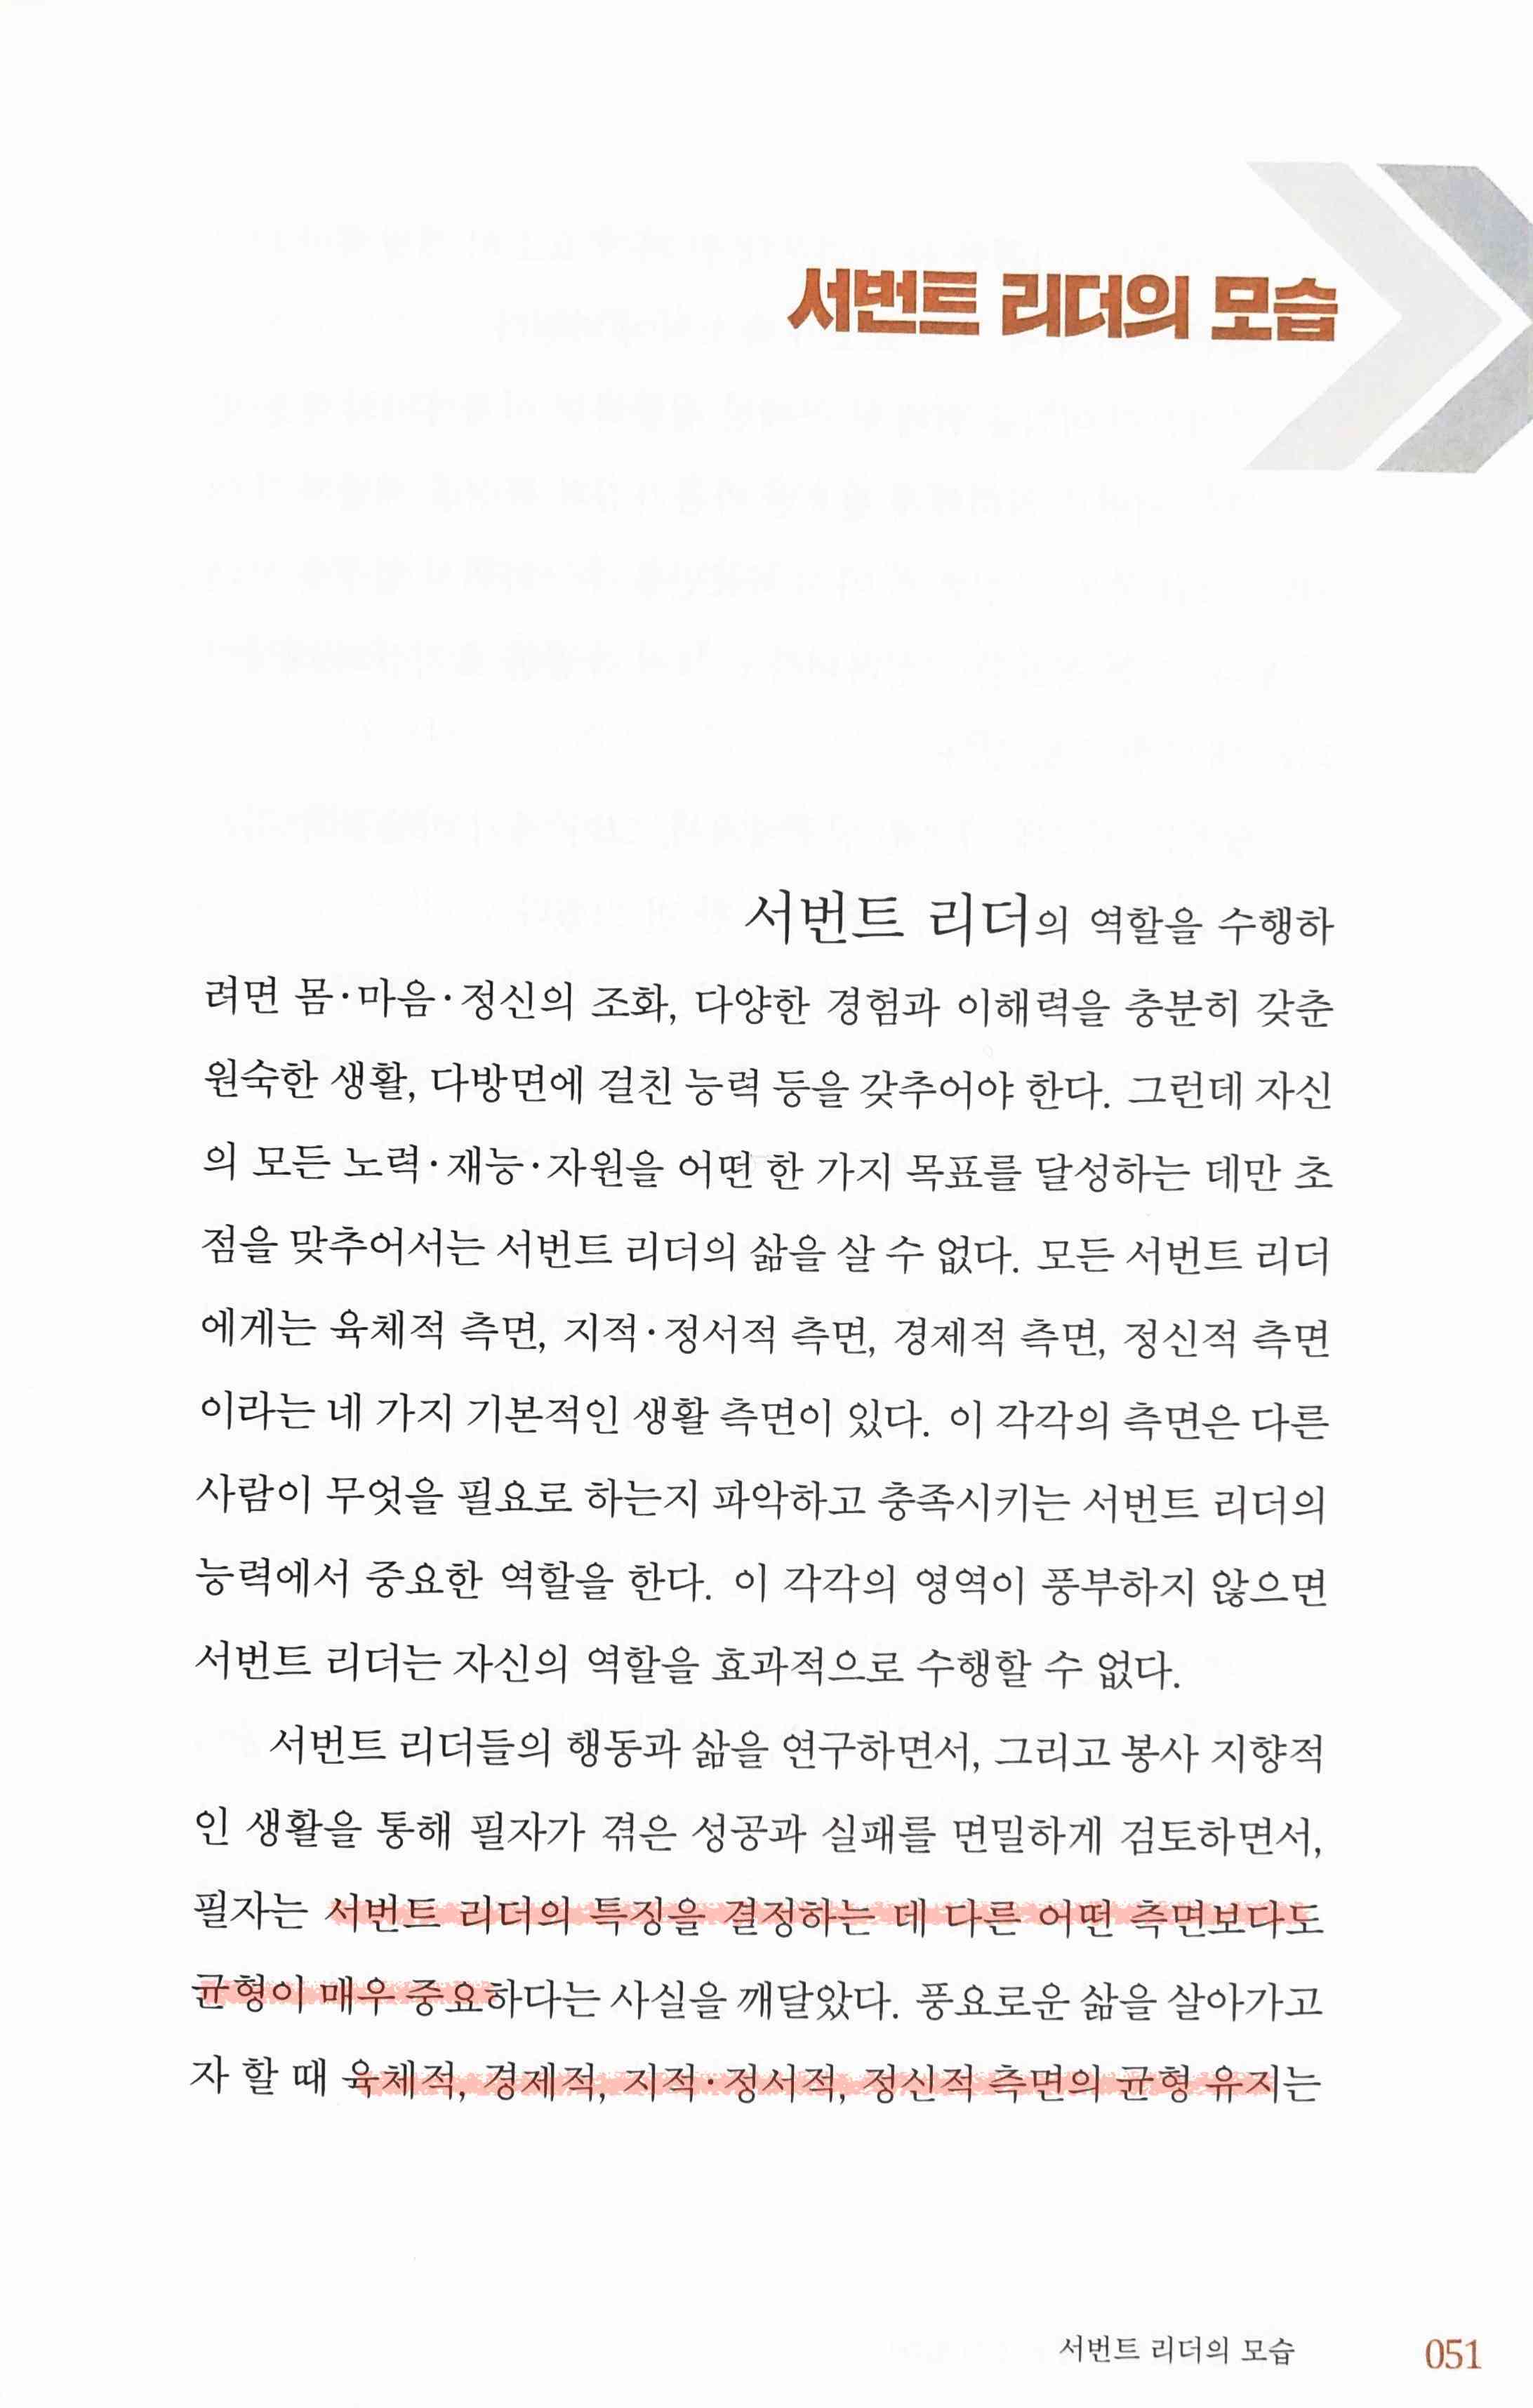 서번트 리더의 모습
서번트 리더의 역할을 수행하
려면 몸·마음·정신의 조화, 다양한 경험과 이해력을 충분히 갖춘
원숙한 생활, 다방면에 걸친 능력 등을 갖추어야 한다. 그런데 자신
의 모든 노력·재능·자원을 어떤 한 가지 목표를 달성하는 데만 초
점을 맞추어서는 서번트 리더의 삶을 살 수 없다. 모든 서번트 리더
에게는 육체적 측면, 지적·정서적 측면, 경제적 측면, 정신적 측면
이라는 네 가지 기본적인 생활 측면이 있다. 이 각각의 측면은 다른
사람이 무엇을 필요로 하는지 파악하고 충족시키는 서번트 리더의
능력에서 중요한 역할을 한다. 이 각각의 영역이 풍부하지 않으면
서번트 리더는 자신의 역할을 효과적으로 수행할 수 없다.
서번트 리더들의 행동과 삶을 연구하면서, 그리고 봉사 지향적
인 생활을 통해 필자가 겪은 성공과 실패를 면밀하게 검토하면서,
필자는 서번트 리더의 특징을 결정하는 데 다른 어떤 측면보다도
균형이 매우 중요하다는 사실을 깨달았다. 풍요로운 삶을 살아가고
자 할 때 육체적, 경제적, 지적·정서적, 정신적 측면의 균형 유지는
서번트 리더의 모습
051